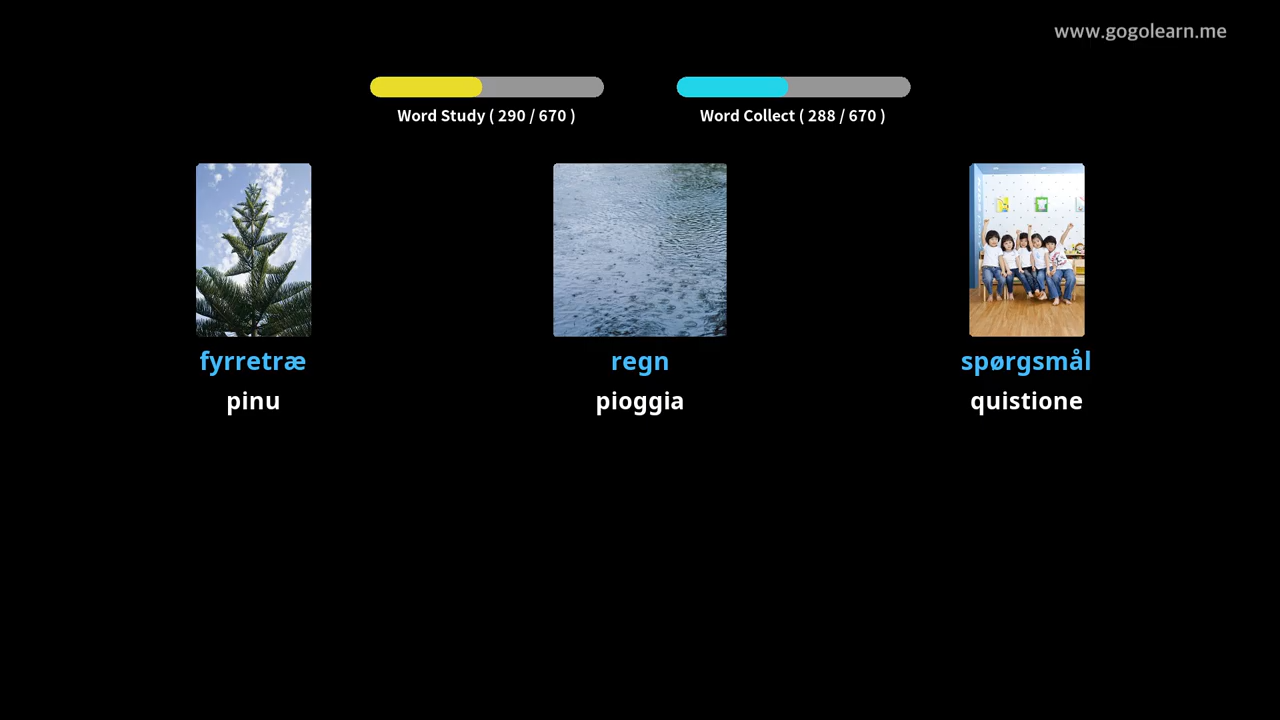 www.gogolearn.me
Word Study ( 290 / 670 )
Word Collect ( 288 / 670 )
fyrretræ
regn
spørgsmål
pinu
pioggia
quistione